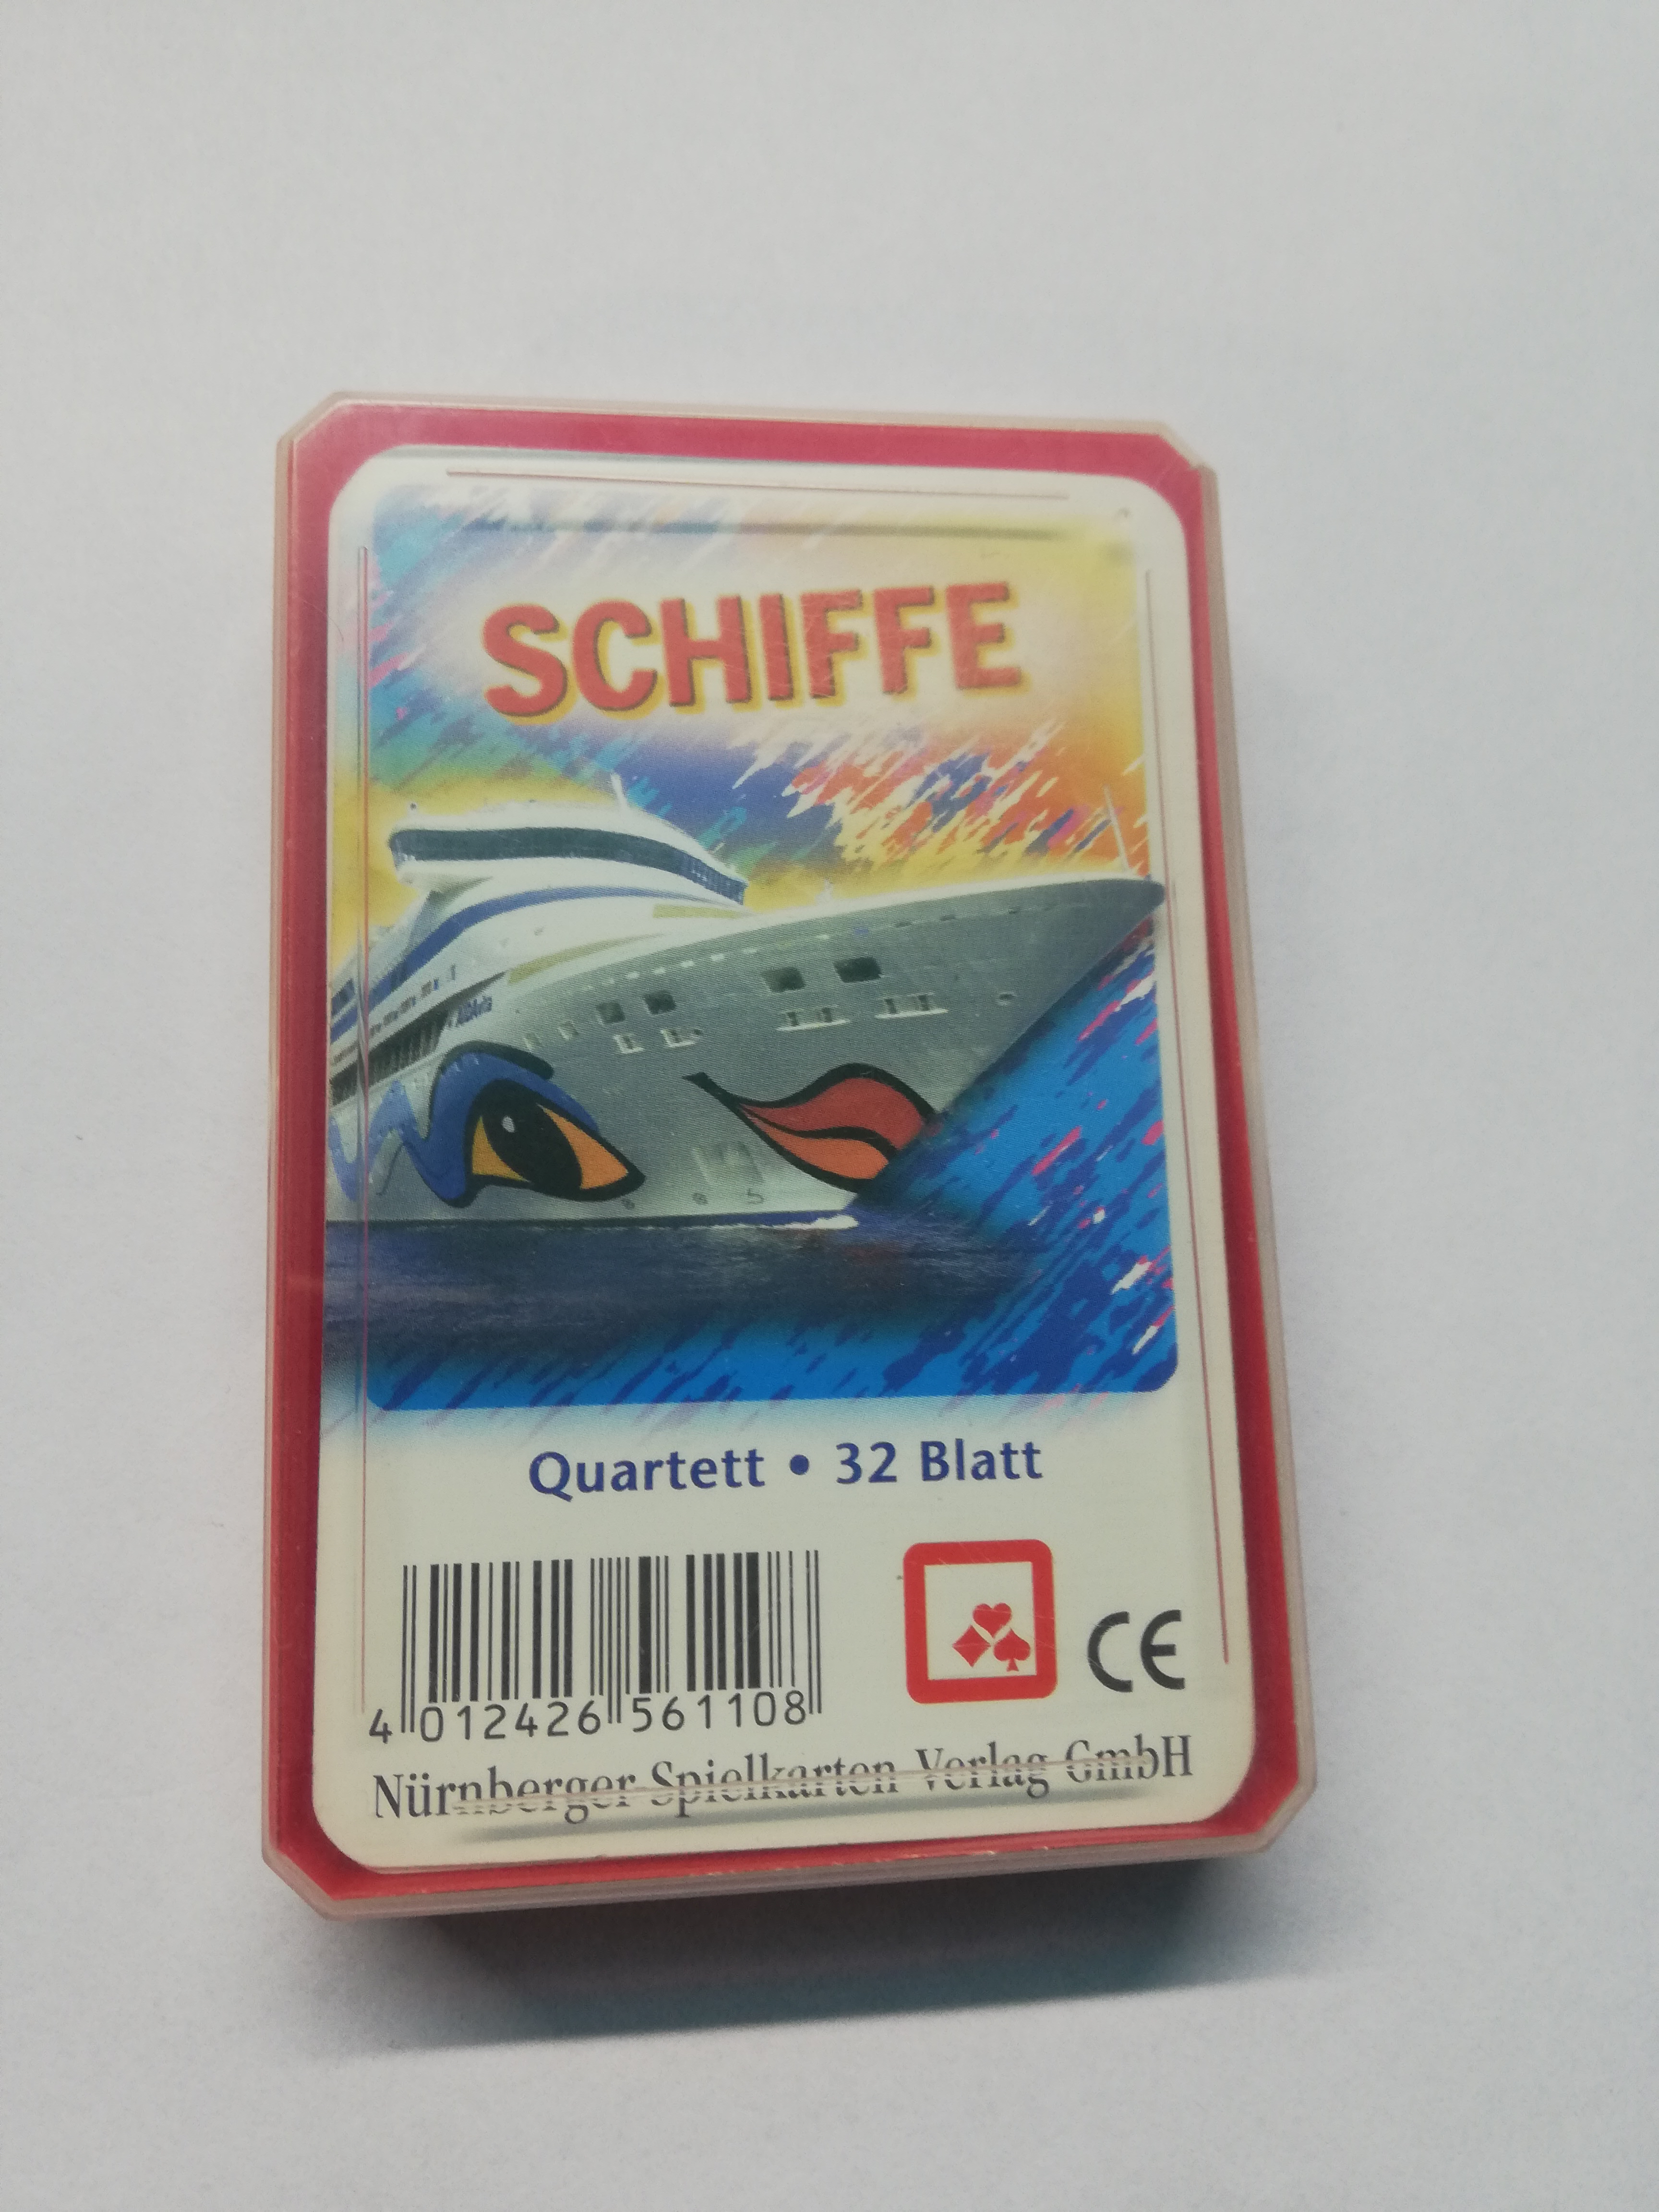 SCHIFFE
Quartett • 32 Blatt
4 012426 561108
CE
Nürnberger Spielkarten Verlag GmbH